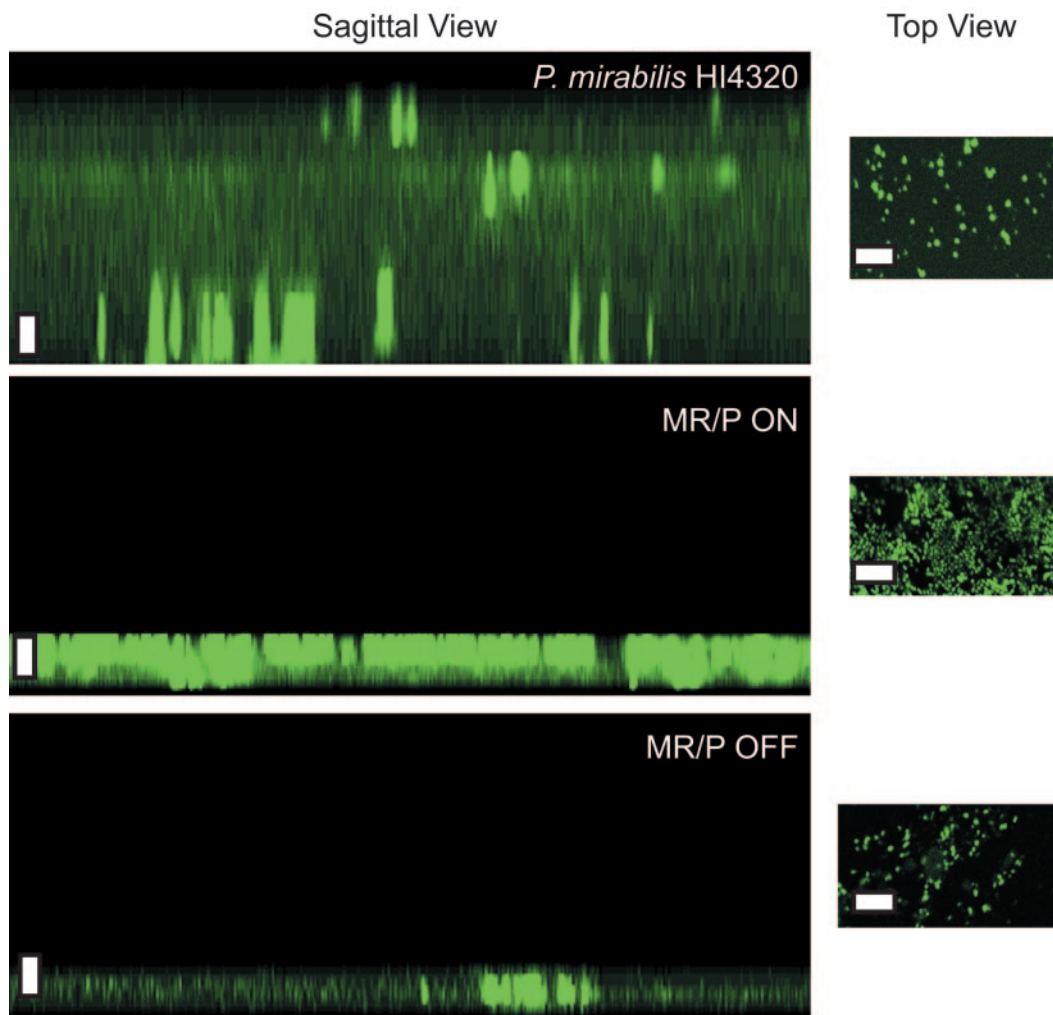 Sagittal View
Top View
P. mirabilis HI4320
MR/P ON
MR/P OFF